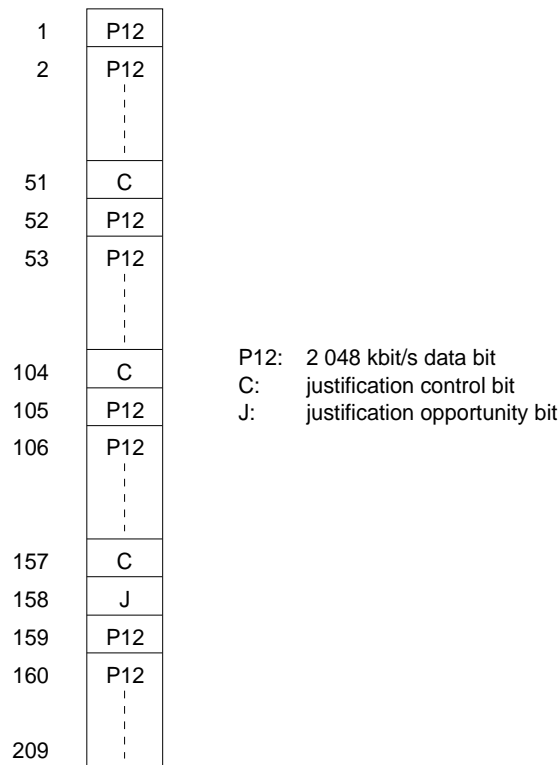 1 P12
2 P12
51 C
52 P12
53 P12
P12: 2 048 kbit/s data bit
104 C C: justification control bit
105 P12 J: justification opportunity bit
106 P12
157 C
158 J
159 P12
160 P12
209